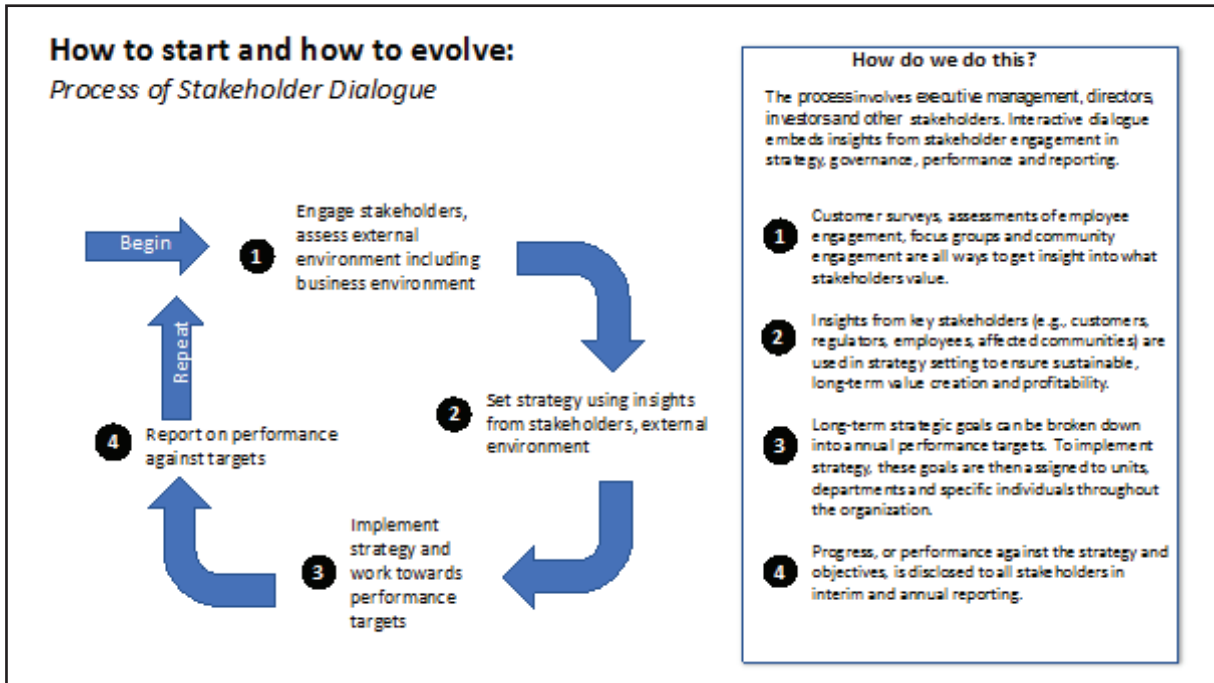 How to start and how to evolve:
Process of Stakeholder Dialogue
Begin
1
Engage stakeholders,
assess external
environment including
business environment
2
Set strategy using insights
from stakeholders, external
environment
3
Implement
strategy and
work towards
performance
targets
4
Report on performance
against targets
Repeat
How do we do this?
The process involves executive management, directors,
investors and other stakeholders. Interactive dialogue
embeds insights from stakeholder engagement in
strategy, governance, performance and reporting.
1
Customer surveys, assessments of employee
engagement, focus groups and community
engagement are all ways to get insight into what
stakeholders value.
2
Insights from key stakeholders (e.g., customers,
regulators, employees, affected communities) are
used in strategy setting to ensure sustainable,
long-term value creation and profitability.
3
Long-term strategic goals can be broken down
into annual performance targets. To implement
strategy, these goals are then assigned to units,
departments and specific individuals throughout
the organization.
4
Progress, or performance against the strategy and
objectives, is disclosed to all stakeholders in
interim and annual reporting.